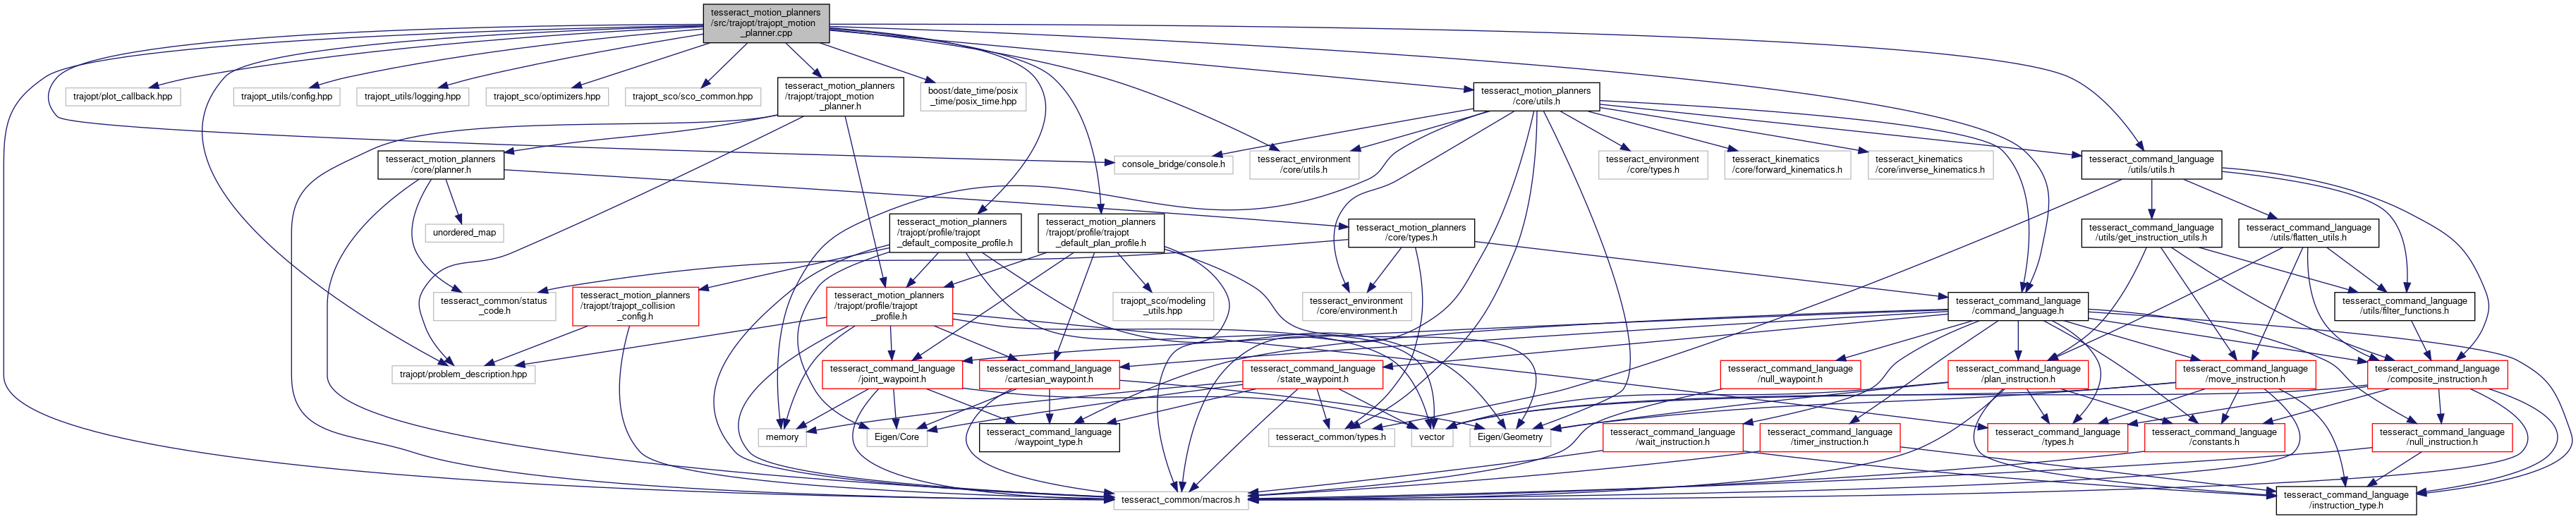 tesseract_motion_planners
/src/trajopt/trajopt_motion
_planner.cpp
trajopt/plot_callback.hpp
trajopt_utils/config.hpp
trajopt_utils/logging.hpp
trajopt_sco/optimizers.hpp
trajopt_sco/sco_common.hpp
tesseract_motion_planners
/trajopt/trajopt_motion
_planner.h
boost/date_time/posix
_time/posix_time.hpp
tesseract_motion_planners
/core/utils.h
tesseract_motion_planners
/core/planner.h
console_bridge/console.h
tesseract_environment
/core/utils.h
tesseract_environment
/core/types.h
tesseract_kinematics
/core/forward_kinematics.h
tesseract_kinematics
/core/inverse_kinematics.h
tesseract_command_language
/utils/utils.h
unordered_map
tesseract_motion_planners
/trajopt/profile/trajopt
_default_composite_profile.h
tesseract_motion_planners
/trajopt/profile/trajopt
_default_plan_profile.h
tesseract_motion_planners
/core/types.h
tesseract_command_language
/utils/get_instruction_utils.h
tesseract_command_language
/utils/flatten_utils.h
tesseract_common/status
_code.h
tesseract_motion_planners
/trajopt/trajopt_collision
_config.h
tesseract_motion_planners
/trajopt/profile/trajopt
_profile.h
trajopt_sco/modeling
_utils.hpp
tesseract_environment
/core/environment.h
tesseract_command_language
/command_language.h
tesseract_command_language
/utils/filter_functions.h
trajopt/problem_description.hpp
tesseract_command_language
/joint_waypoint.h
tesseract_command_language
/cartesian_waypoint.h
tesseract_command_language
/state_waypoint.h
tesseract_command_language
/null_waypoint.h
tesseract_command_language
/plan_instruction.h
tesseract_command_language
/move_instruction.h
tesseract_command_language
/composite_instruction.h
memory
Eigen/Core
tesseract_command_language
/waypoint_type.h
tesseract_common/types.h
vector
Eigen/Geometry
tesseract_command_language
/wait_instruction.h
tesseract_command_language
/timer_instruction.h
tesseract_command_language
/types.h
tesseract_command_language
/constants.h
tesseract_command_language
/null_instruction.h
tesseract_common/macros.h
tesseract_command_language
/instruction_type.h